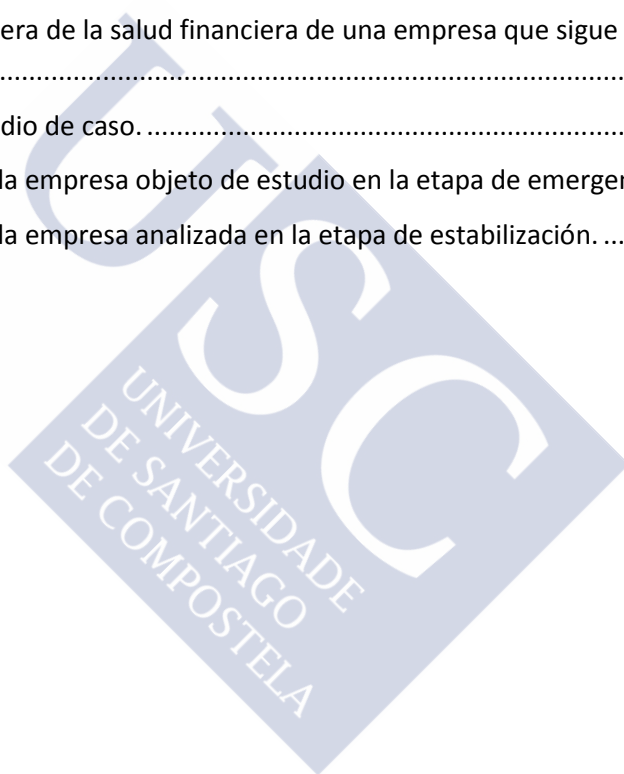 era de la salud financiera de una empresa que sigue
..........................................................................................
dio de caso. ....................................................................
la empresa objeto de estudio en la etapa de emergen
la empresa analizada en la etapa de estabilización. ...
USC
UNIVERSIDADE
DE SANTIAGO
DE COMPOSTELA